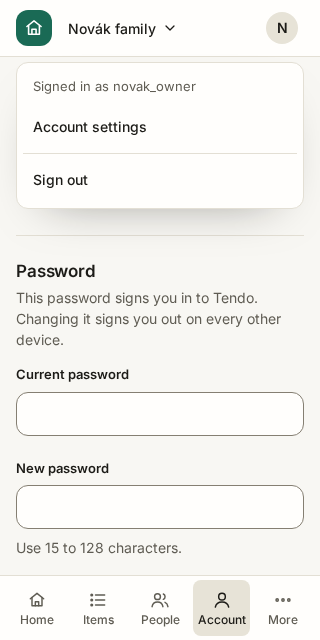 Novák family
N
Signed in as novak_owner
Account settings
Sign out
Password
This password signs you in to Tendo.
Changing it signs you out on every other
device.
Current password
New password
Use 15 to 128 characters.
Home
Items
People
Account
More